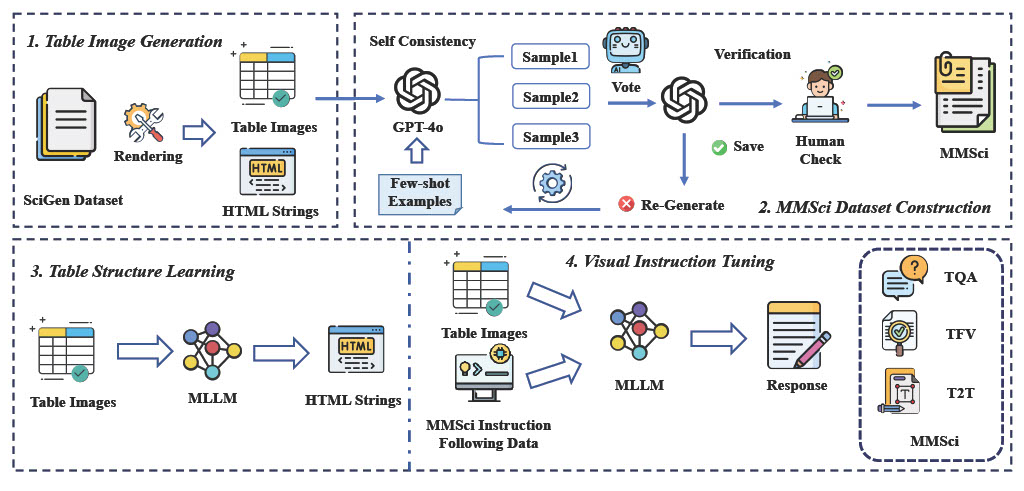 1. Table Image Generation
SciGen Dataset
Rendering
Table Images
HTML
HTML Strings
Self Consistency
GPT-4o
Few-shot
Examples
Sample1
Sample2
Sample3
AI
Vote
Verification
Save
Re-Generate
Human
Check
MMSci
2. MMSci Dataset Construction
3. Table Structure Learning
Table Images
MLLM
HTML
HTML Strings
4. Visual Instruction Tuning
Table Images
MMSci Instruction
Following Data
MLLM
Response
?
TQA
TFV
T
T2T
MMSci